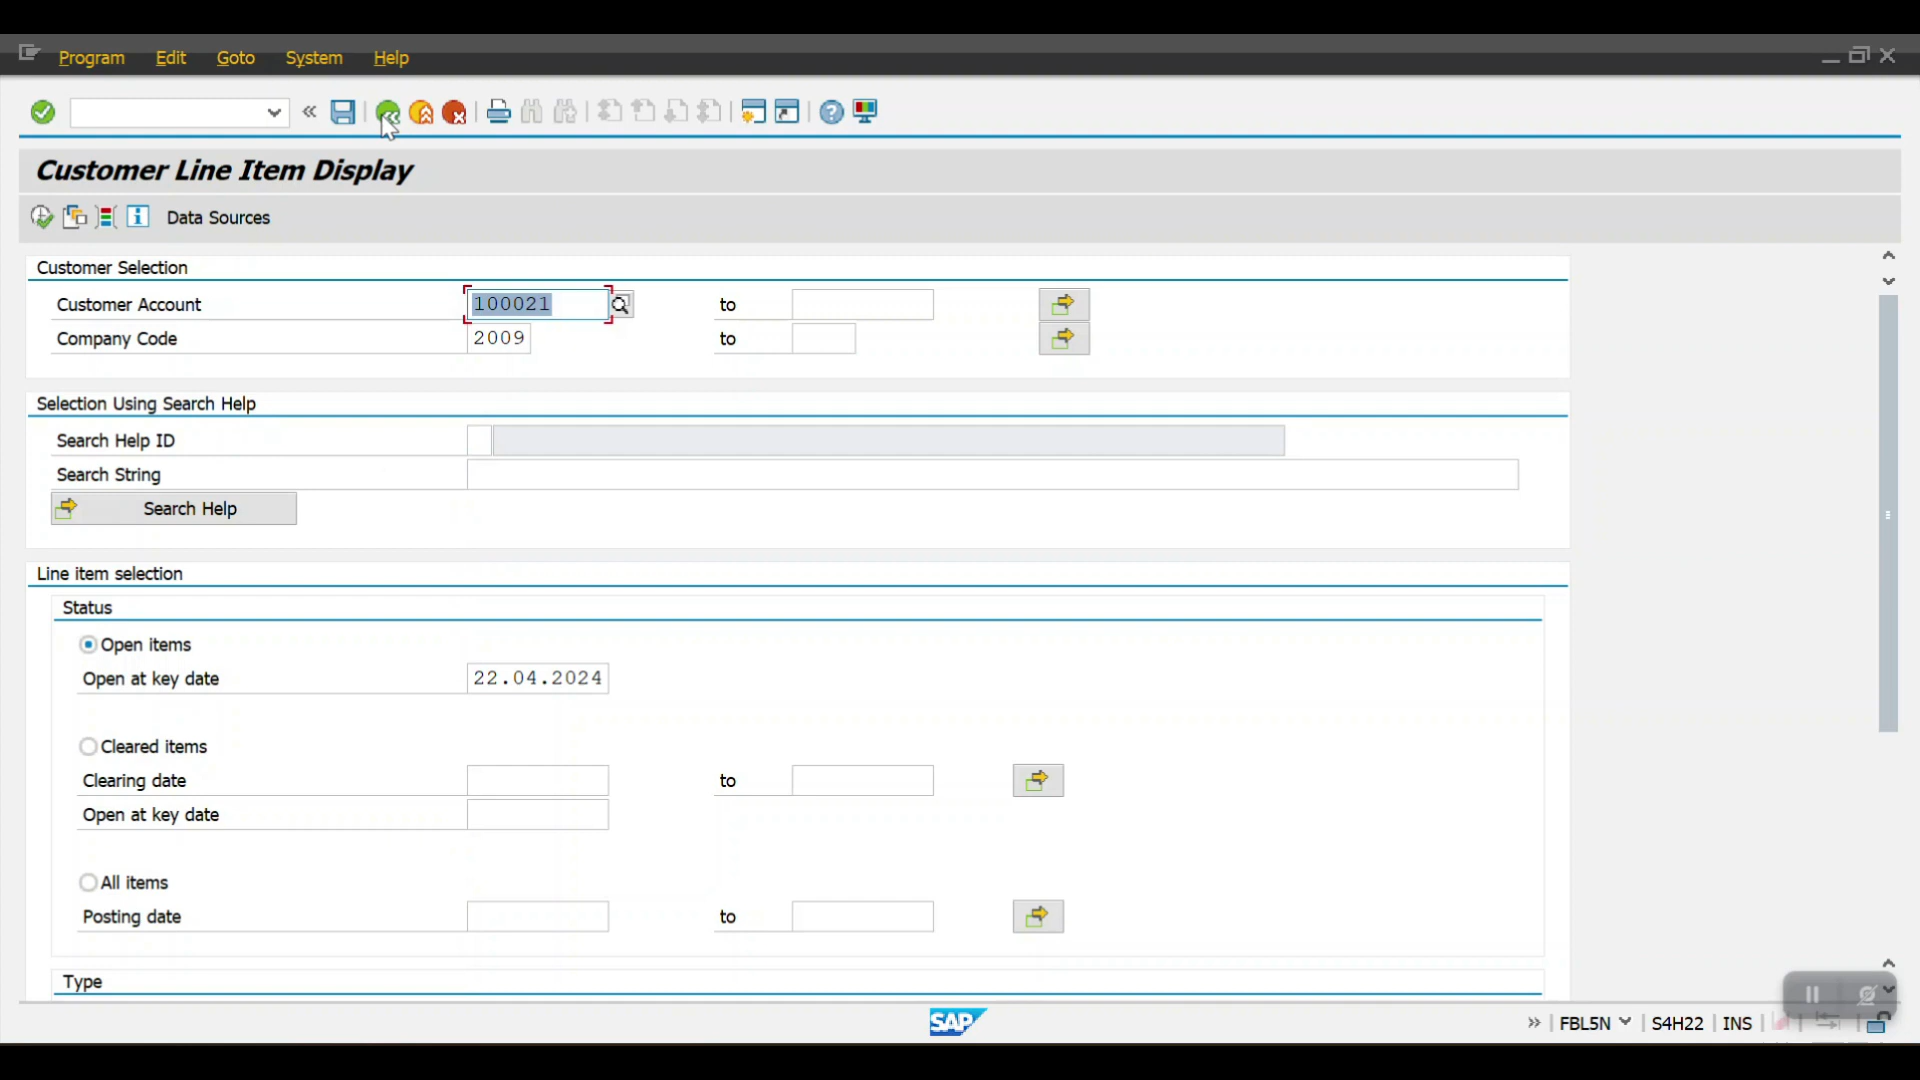 Program Edit Goto System Help
Customer Line Item Display
Data Sources
Customer Selection
Customer Account 100021 to
Company Code 2009 to
Selection Using Search Help
Search Help ID
Search String
Search Help
Line item selection
Status
Open items
Open at key date 22.04.2024
Cleared items
Clearing date to
Open at key date
All items
Posting date to
Type
SAP FBL5N S4H22 INS